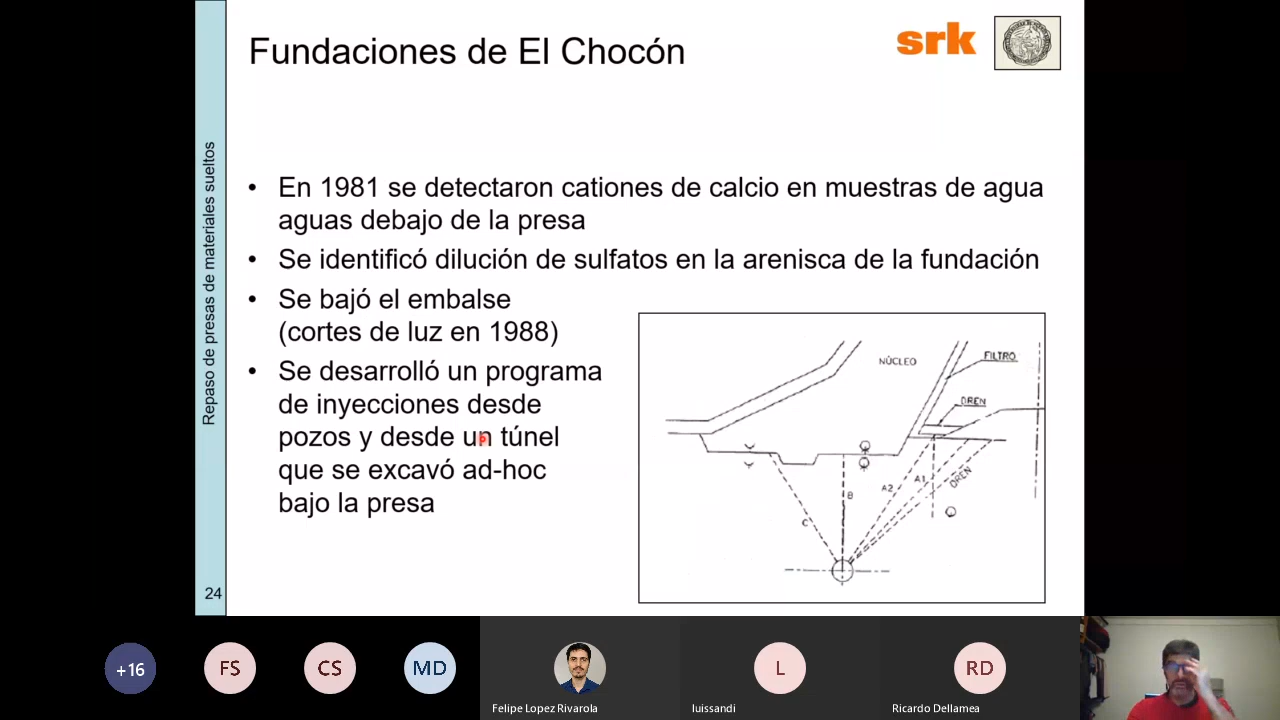 Fundaciones de El Chocón
srk
Repaso de presas de materiales sueltos
• En 1981 se detectaron cationes de calcio en muestras de agua
aguas debajo de la presa
• Se identificó dilución de sulfatos en la arenisca de la fundación
• Se bajó el embalse
(cortes de luz en 1988)
• Se desarrolló un programa
de inyecciones desde
pozos y desde un túnel
que se excavó ad-hoc
bajo la presa
NÚCLEO
FILTRO
DREN
A2
A1
DREN
B
C
24
+16
FS
CS
MD
L
RD
Felipe Lopez Rivarola
luissandi
Ricardo Dellamea